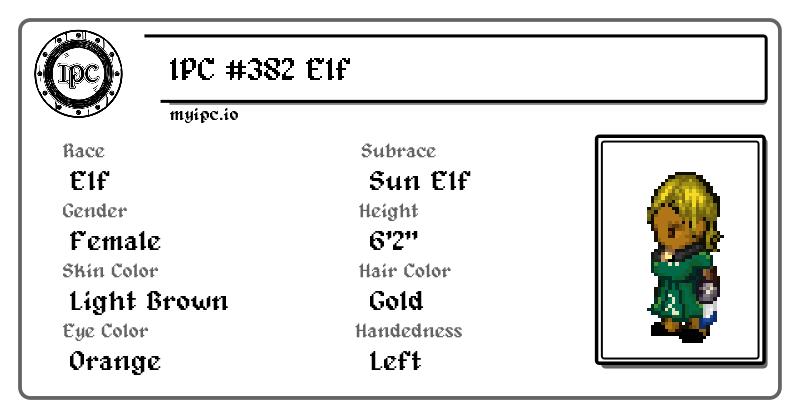 IPC
IPC #382 Elf
myipc.io
Race
Subrace
Elf
Sun Elf
Gender
Height
Female
6'2"
Skin Color
Hair Color
Light Brown
Gold
Eye Color
Handedness
Orange
Left